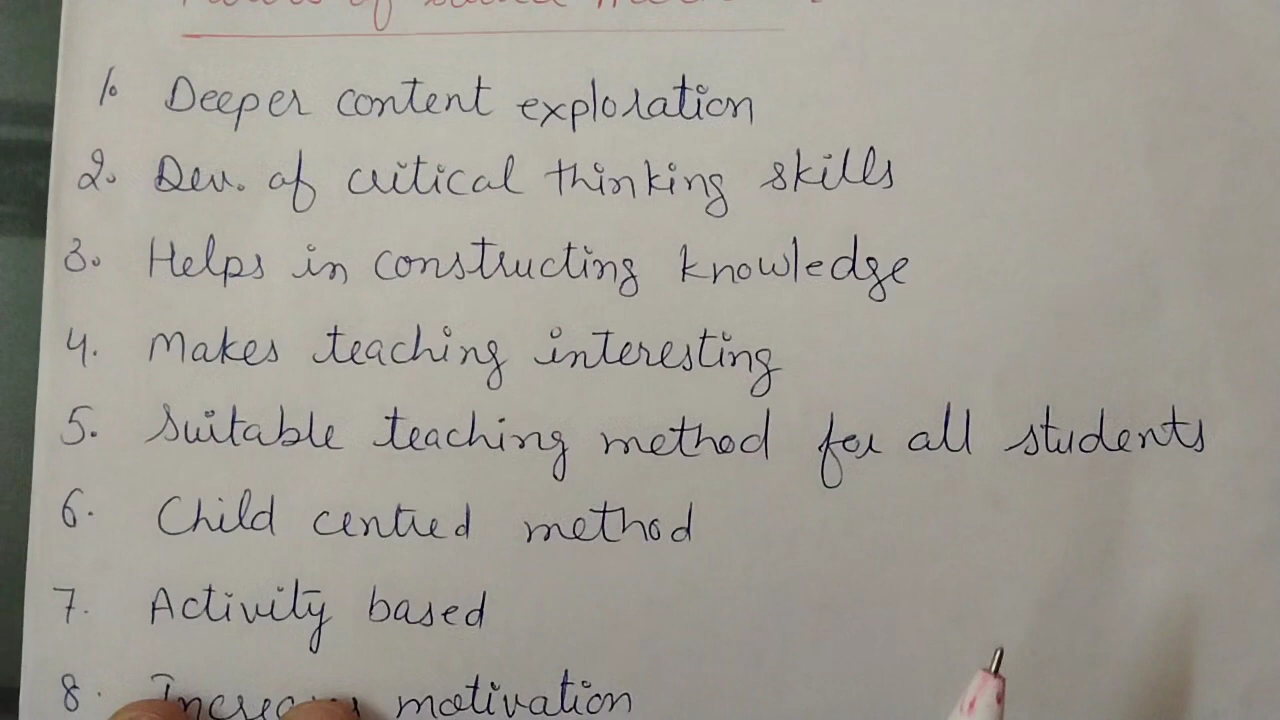 1. Deeper content exploration
2. Dev. of critical thinking skills
3. Helps in constructing knowledge
4. Makes teaching interesting
5. Suitable teaching method for all students
6. Child centred method
7. Activity based
8. motivation